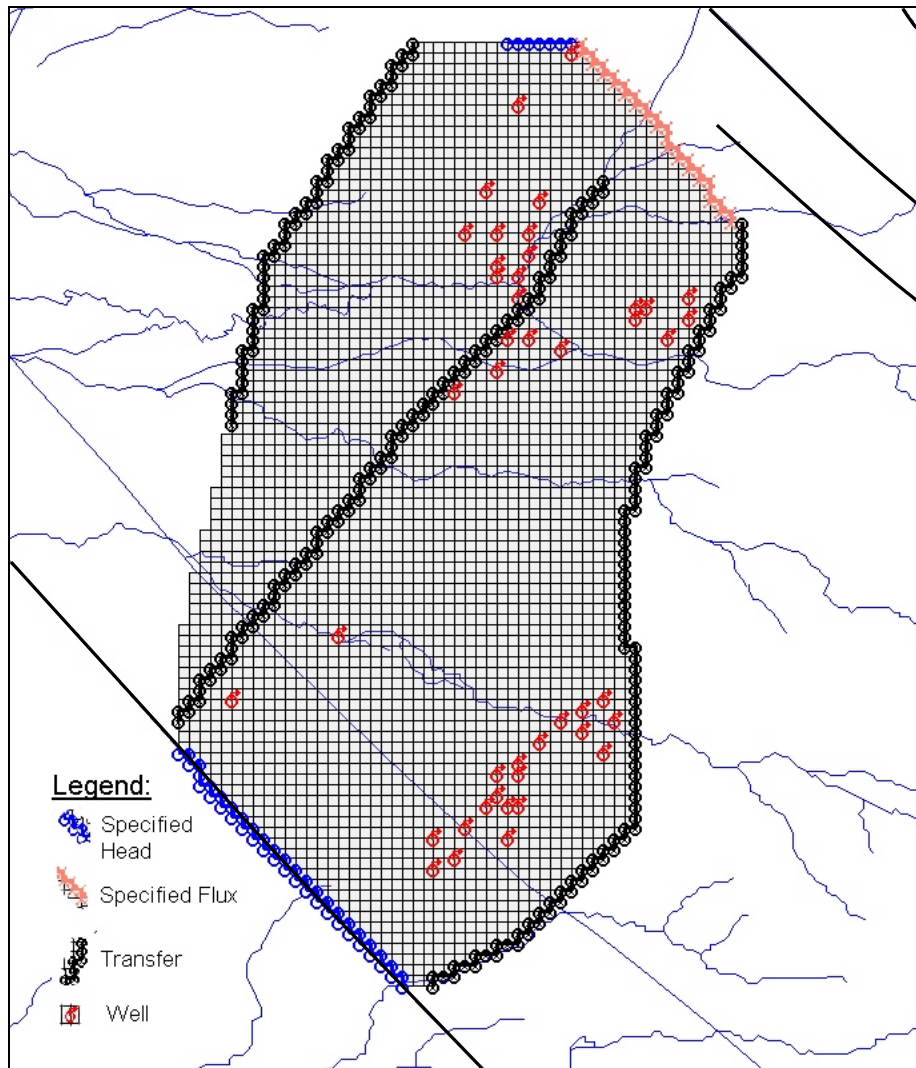 Legend:
Specified
Head
Specified Flux
Transfer
Well